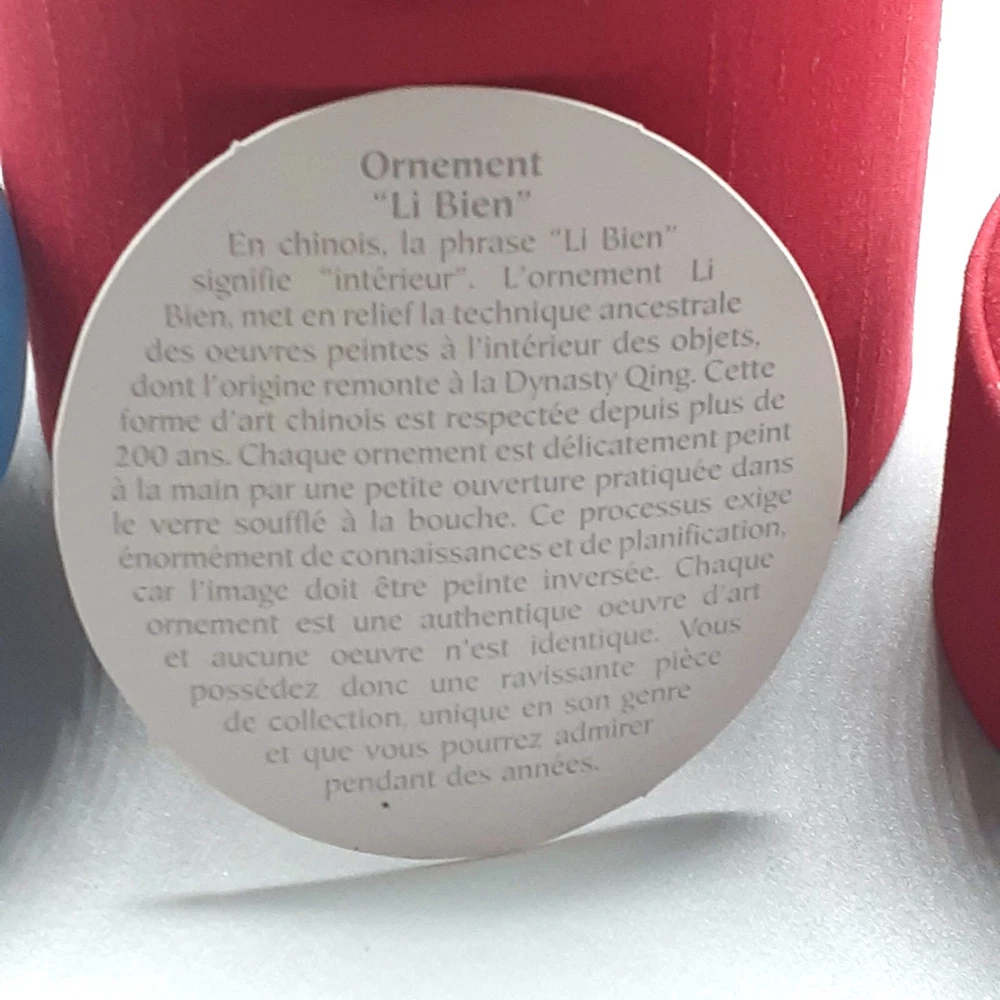 Ornement
“Li Bien”
En chinois, la phrase “Li Bien”
signifie “intérieur”. L'ornement Li
Bien, met en relief la technique ancestrale
des oeuvres peintes à l'intérieur des objets,
dont l'origine remonte à la Dynasty Qing. Cette
forme d'art chinois est respectée depuis plus de
200 ans. Chaque ornement est délicatement peint
à la main par une petite ouverture pratiquée dans
le verre soufflé à la bouche. Ce processus exige
énormément de connaissances et de planification,
car l'image doit être peinte inversée. Chaque
ornement est une authentique oeuvre d'art
et aucune oeuvre n'est identique. Vous
possédez donc une ravissante pièce
de collection, unique en son genre
et que vous pourrez admirer
pendant des années.